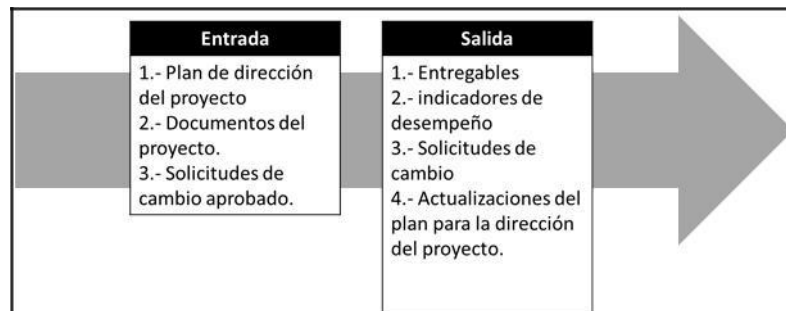 Entrada
1.- Plan de dirección
del proyecto
2.- Documentos del
proyecto.
3.- Solicitudes de
cambio aprobado.
Salida
1.- Entregables
2.- indicadores de
desempeño
3.- Solicitudes de
cambio
4.- Actualizaciones del
plan para la dirección
del proyecto.